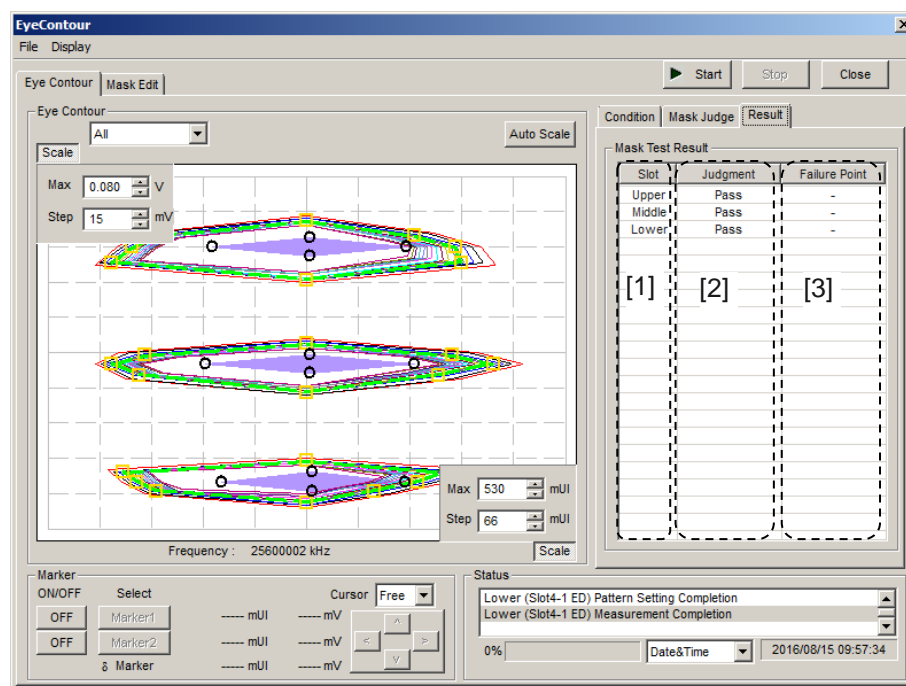 EyeContour
File Display
Start Stop Close
Eye Contour Mask Edit
Eye Contour
All
Auto Scale
Scale
Max 0.080 V
Step 15 mV
Max 530 mUI
Step 66 mUI
Frequency : 25600002 kHz
Scale
Condition Mask Judge Result
Mask Test Result
Slot Judgment Failure Point
Upper Pass -
Middle Pass -
Lower Pass -
[1] [2] [3]
Marker
ON/OFF Select Cursor Free
OFF Marker1 ----- mUI ----- mV
OFF Marker2 ----- mUI ----- mV
δ Marker ----- mUI ----- mV
^
< >
v
Status
Lower (Slot4-1 ED) Pattern Setting Completion
Lower (Slot4-1 ED) Measurement Completion
0% Date&Time 2016/08/15 09:57:34